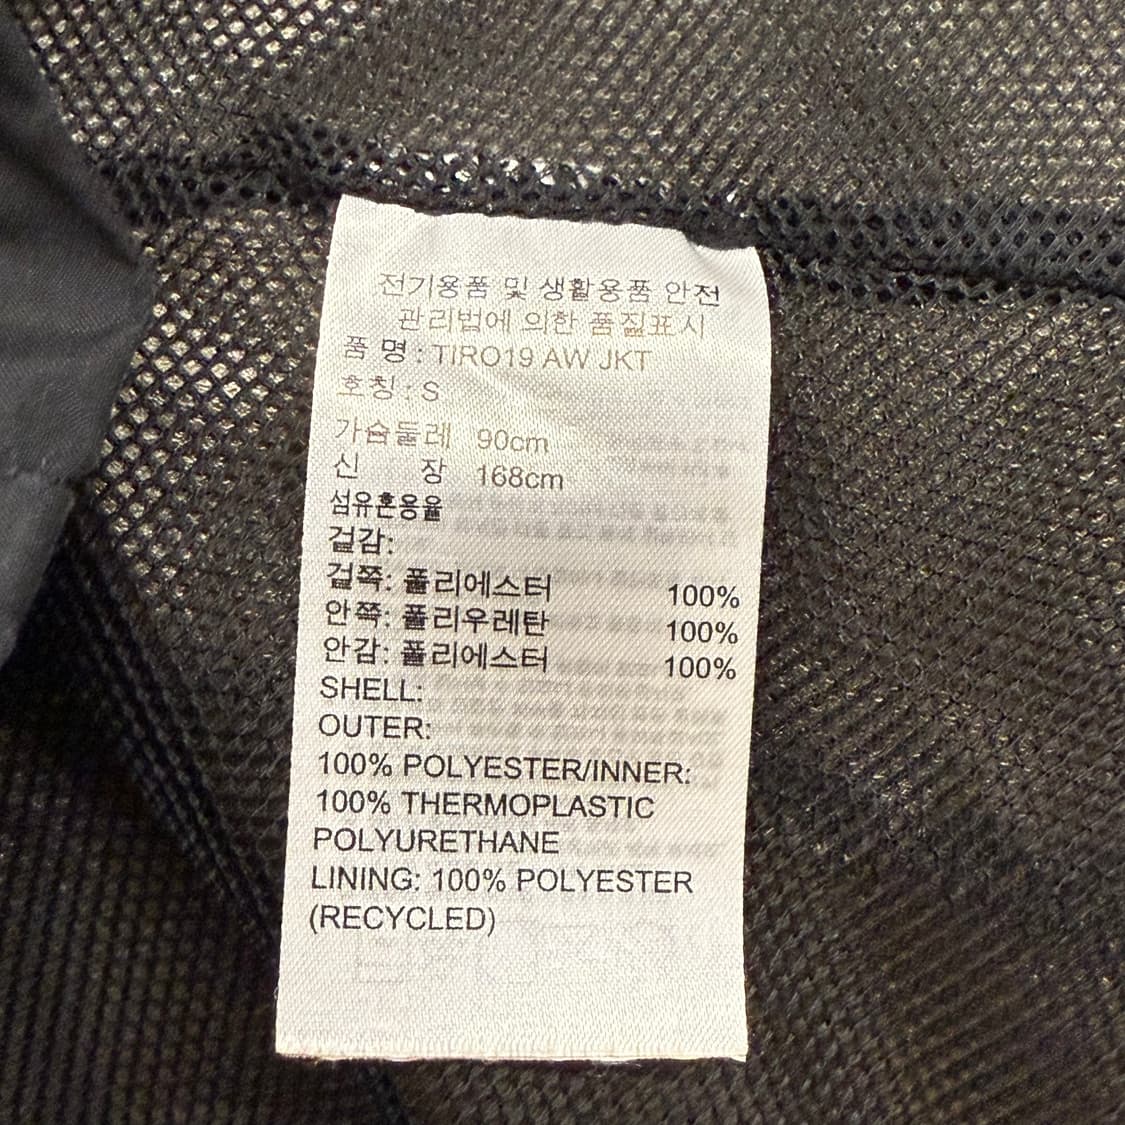 전기용품 및 생활용품 안전
관리법에 의한 품질표시
품 명 : TIRO19 AW JKT
호칭 : S
가슴둘레 90cm
신 장 168cm
섬유혼용율
겉감:
겉쪽: 폴리에스터 100%
안쪽: 폴리우레탄 100%
안감: 폴리에스터 100%
SHELL:
OUTER:
100% POLYESTER/INNER:
100% THERMOPLASTIC
POLYURETHANE
LINING: 100% POLYESTER
(RECYCLED)